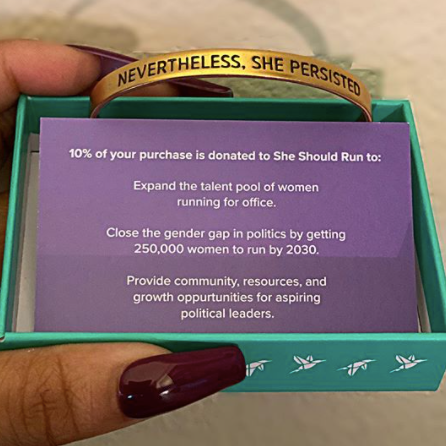 NEVERTHELESS, SHE PERSISTED
10% of your purchase is donated to She Should Run to:
Expand the talent pool of women
running for office.
Close the gender gap in politics by getting
250,000 women to run by 2030.
Provide community, resources, and
growth oppurtunities for aspiring
political leaders.